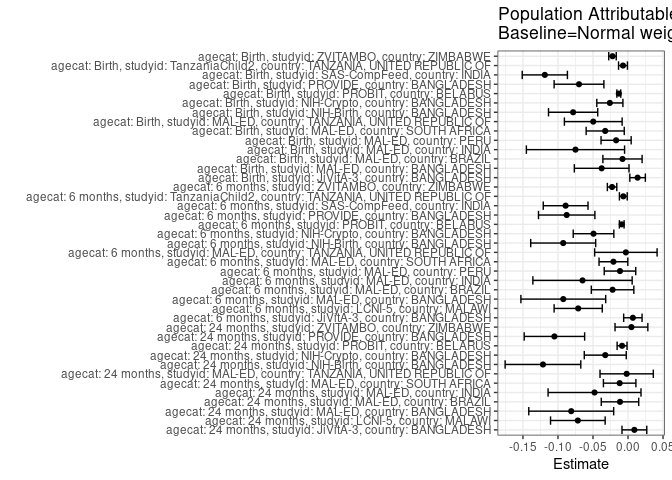 Population Attributable
Baseline=Normal weig
agecat: Birth, studyid: ZVITAMBO, country: ZIMBABWE
agecat: Birth, studyid: TanzaniaChild2, country: TANZANIA, UNITED REPUBLIC OF
agecat: Birth, studyid: SAS-CompFeed, country: INDIA
agecat: Birth, studyid: PROVIDE, country: BANGLADESH
agecat: Birth, studyid: PROBIT, country: BELARUS
agecat: Birth, studyid: NIH-Crypto, country: BANGLADESH
agecat: Birth, studyid: NIH-Birth, country: BANGLADESH
agecat: Birth, studyid: MAL-ED, country: TANZANIA, UNITED REPUBLIC OF
agecat: Birth, studyid: MAL-ED, country: SOUTH AFRICA
agecat: Birth, studyid: MAL-ED, country: PERU
agecat: Birth, studyid: MAL-ED, country: INDIA
agecat: Birth, studyid: MAL-ED, country: BRAZIL
agecat: Birth, studyid: MAL-ED, country: BANGLADESH
agecat: Birth, studyid: JiVitA-3, country: BANGLADESH
agecat: 6 months, studyid: ZVITAMBO, country: ZIMBABWE
agecat: 6 months, studyid: TanzaniaChild2, country: TANZANIA, UNITED REPUBLIC OF
agecat: 6 months, studyid: SAS-CompFeed, country: INDIA
agecat: 6 months, studyid: PROVIDE, country: BANGLADESH
agecat: 6 months, studyid: PROBIT, country: BELARUS
agecat: 6 months, studyid: NIH-Crypto, country: BANGLADESH
agecat: 6 months, studyid: NIH-Birth, country: BANGLADESH
agecat: 6 months, studyid: MAL-ED, country: TANZANIA, UNITED REPUBLIC OF
agecat: 6 months, studyid: MAL-ED, country: SOUTH AFRICA
agecat: 6 months, studyid: MAL-ED, country: PERU
agecat: 6 months, studyid: MAL-ED, country: INDIA
agecat: 6 months, studyid: MAL-ED, country: BRAZIL
agecat: 6 months, studyid: MAL-ED, country: BANGLADESH
agecat: 6 months, studyid: LCNI-5, country: MALAWI
agecat: 6 months, studyid: JiVitA-3, country: BANGLADESH
agecat: 24 months, studyid: ZVITAMBO, country: ZIMBABWE
agecat: 24 months, studyid: PROVIDE, country: BANGLADESH
agecat: 24 months, studyid: PROBIT, country: BELARUS
agecat: 24 months, studyid: NIH-Crypto, country: BANGLADESH
agecat: 24 months, studyid: NIH-Birth, country: BANGLADESH
agecat: 24 months, studyid: MAL-ED, country: TANZANIA, UNITED REPUBLIC OF
agecat: 24 months, studyid: MAL-ED, country: SOUTH AFRICA
agecat: 24 months, studyid: MAL-ED, country: INDIA
agecat: 24 months, studyid: MAL-ED, country: BRAZIL
agecat: 24 months, studyid: MAL-ED, country: BANGLADESH
agecat: 24 months, studyid: LCNI-5, country: MALAWI
agecat: 24 months, studyid: JiVitA-3, country: BANGLADESH
-0.15 -0.10 -0.05 0.00 0.05
Estimate